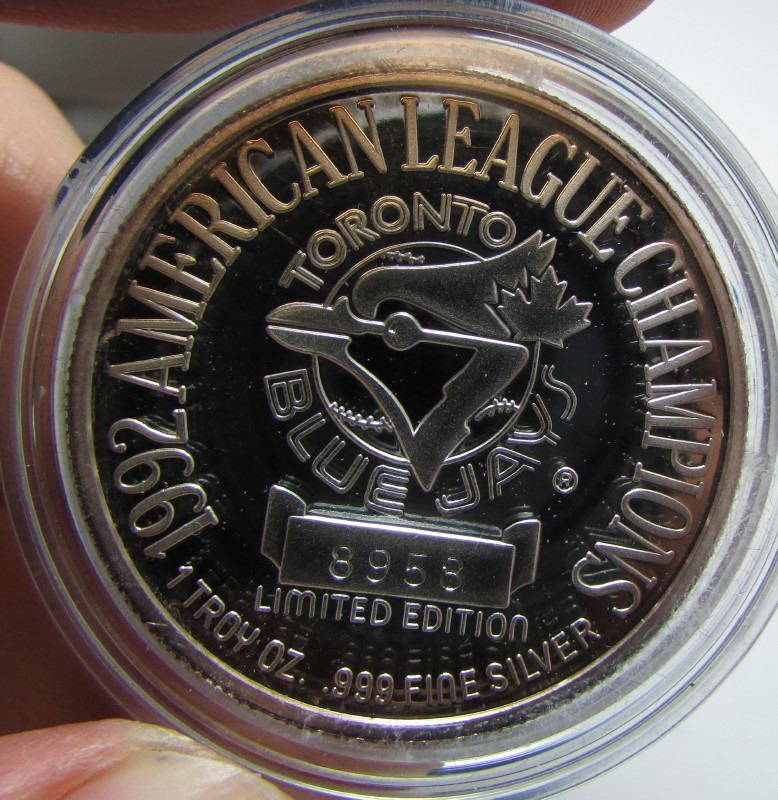 1992 AMERICAN LEAGUE CHAMPIONS
TORONTO
BLUE JAYS ®
8958
LIMITED EDITION
1 TROY OZ. .999 FINE SILVER